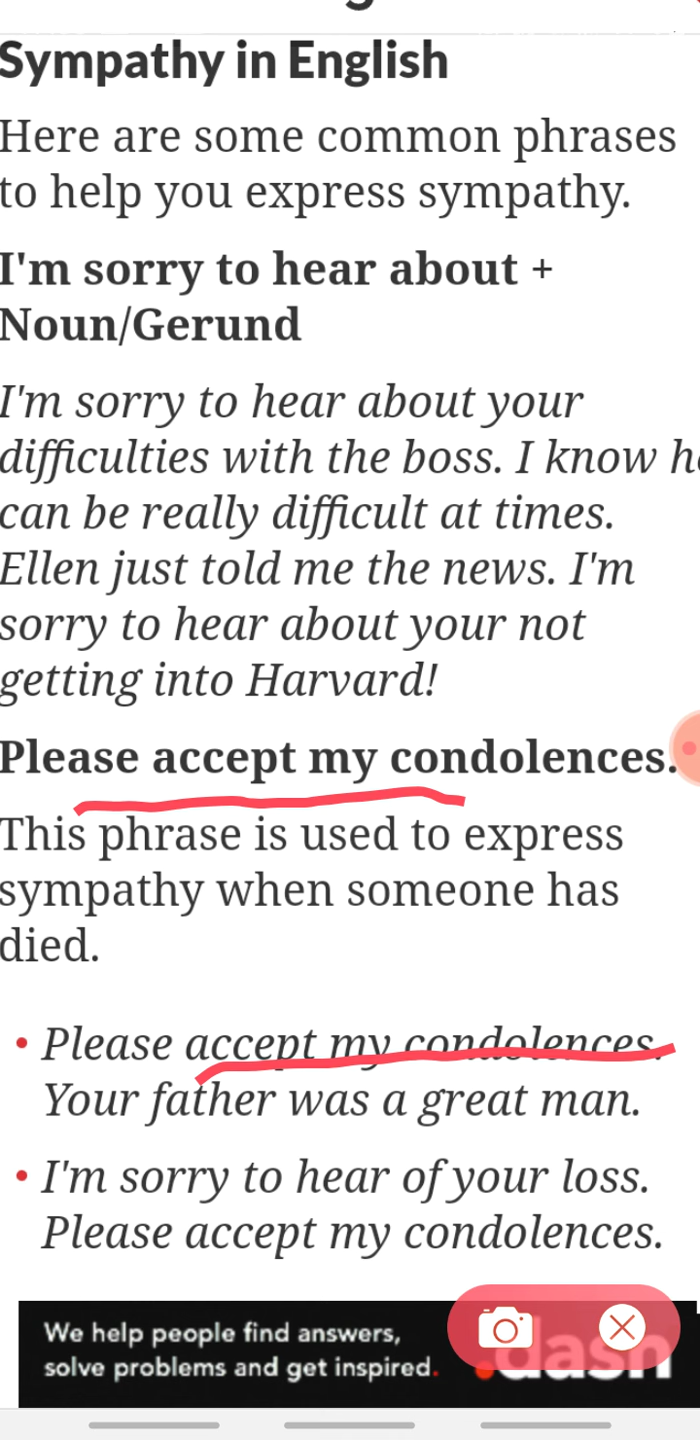 Sympathy in English
Here are some common phrases
to help you express sympathy.
I'm sorry to hear about +
Noun/Gerund
I'm sorry to hear about your
difficulties with the boss. I know
can be really difficult at times.
Ellen just told me the news. I'm
sorry to hear about your not
getting into Harvard!
Please accept my condolences.
This phrase is used to express
sympathy when someone has
died.
• Please accept my condolences.
Your father was a great man.
• I'm sorry to hear of your loss.
Please accept my condolences.
We help people find answers,
solve problems and get inspired.
.dash